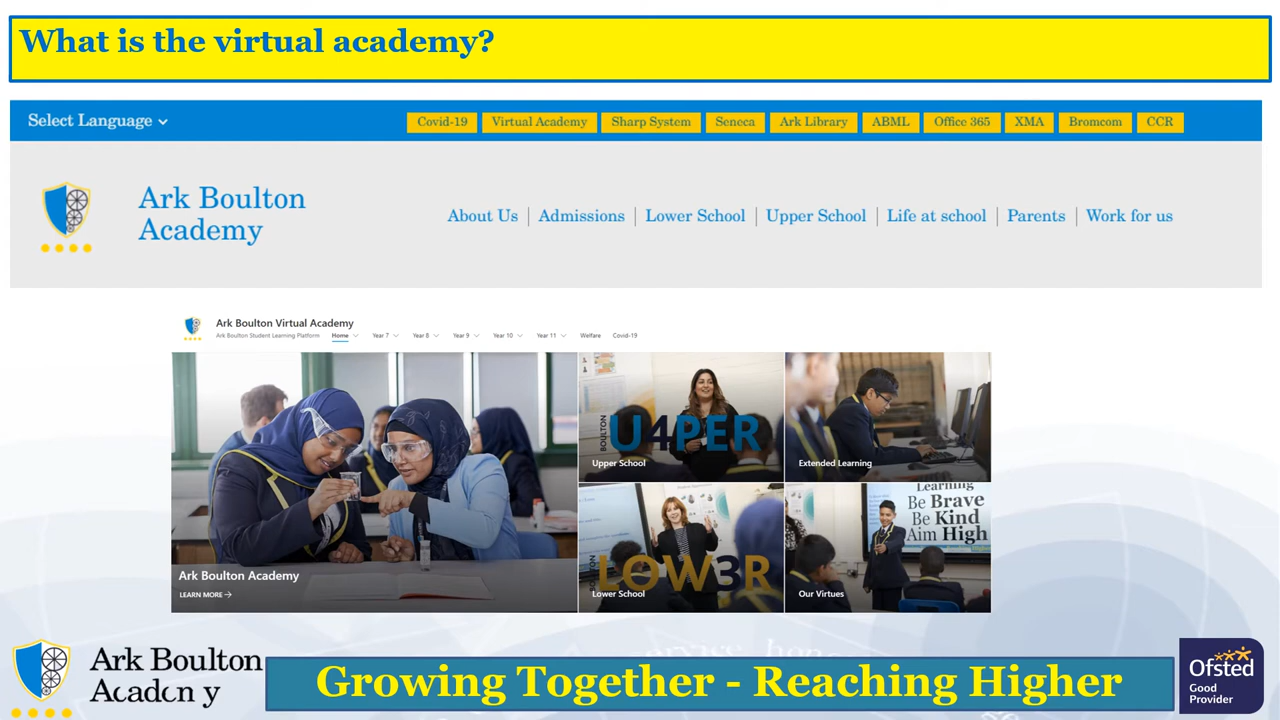 What is the virtual academy?
Select Language
Covid-19 Virtual Academy Sharp System Seneca Ark Library ABML Office 365 XMA Bromcom CCR
Ark Boulton
Academy
About Us Admissions Lower School Upper School Life at school Parents Work for us
Ark Boulton Virtual Academy
Ark Boulton Student Learning Platform Home Year 7 Year 8 Year 9 Year 10 Year 11 Welfare Covid-19
BOULTON
U4PER
Upper School
Extended Learning
Learning
Be Brave
Be Kind
Aim High
LOW3R
Lower School
Our Virtues
Ark Boulton Academy
LEARN MORE
Ark Boulton
Growing Together - Reaching Higher
Ofsted
Good
Provider